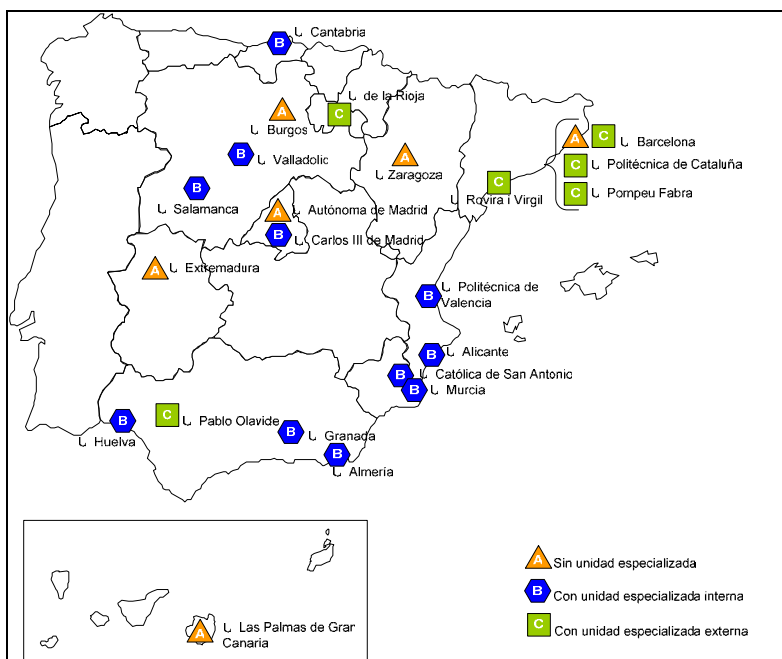 U Cantabria
B
U de la Rioja
C
A
U Burgos
B
U Valladolic
A
U Zaragoza
A
C
U Barcelona
C
U Politécnica de Cataluña
C
U Pompeu Fabra
C
U Rovira i Virgil
B
U Salamanca
A
U Autónoma de Madrid
B
U Carlos III de Madrid
A
U Extremadura
B
U Politécnica de
Valencia
B
U Alicante
B
U Católica de San Antonio
B
U Murcia
C
U Pablo Olavide
B
U Huelva
B
U Granada
B
U Almería
A
U Las Palmas de Gran
Canaria
A
Sin unidad especializada
B
Con unidad especializada interna
C
Con unidad especializada externa